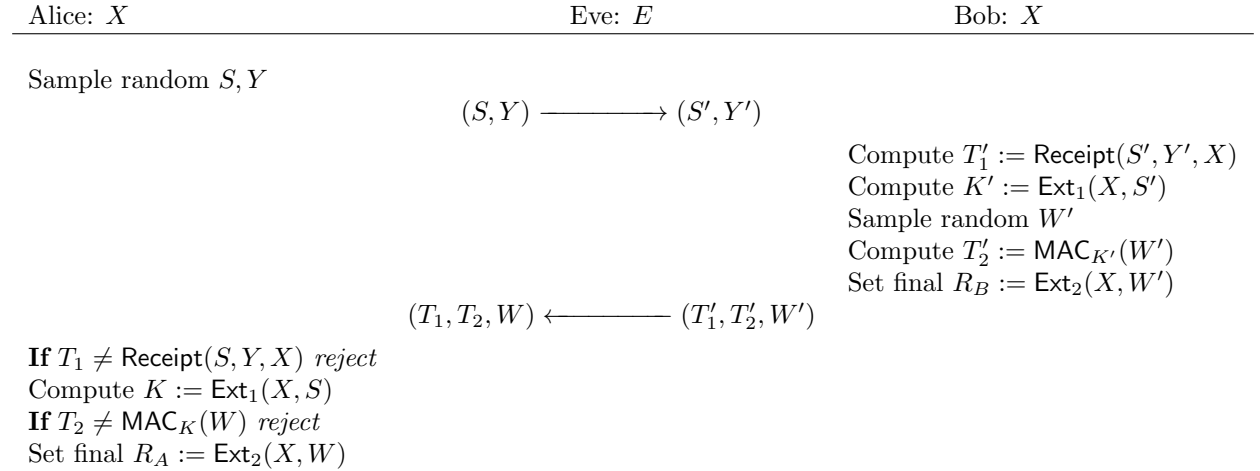 Alice: X Eve: E Bob: X
Sample random S, Y
(S, Y) ⟶ (S′, Y′)
Compute T′₁ := Receipt(S′, Y′, X)
Compute K′ := Ext₁(X, S′)
Sample random W′
Compute T′₂ := MAC_K′(W′)
Set final R_B := Ext₂(X, W′)
(T₁, T₂, W) ⟵ (T′₁, T′₂, W′)
If T₁ ≠ Receipt(S, Y, X) reject
Compute K := Ext₁(X, S)
If T₂ ≠ MAC_K(W) reject
Set final R_A := Ext₂(X, W)